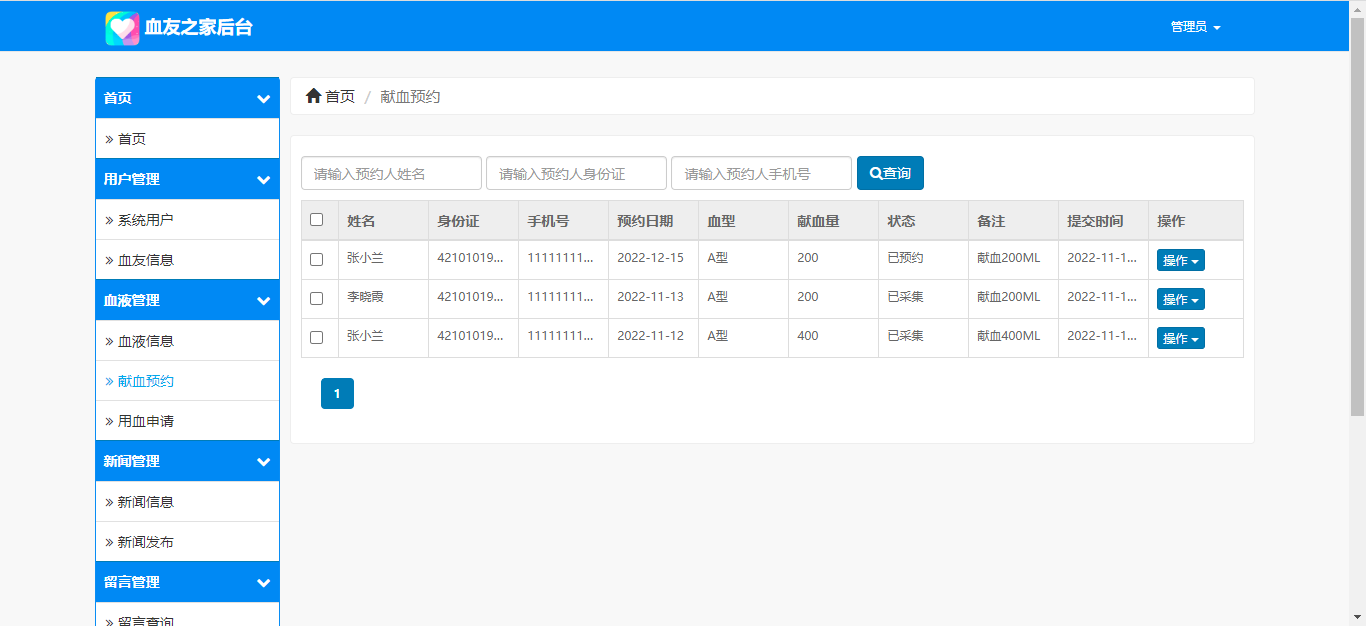 血友之家后台
管理员
首页
» 首页
用户管理
» 系统用户
» 血友信息
血液管理
» 血液信息
» 献血预约
» 用血申请
新闻管理
» 新闻信息
» 新闻发布
留言管理
» 留言查询
首页 / 献血预约
请输入预约人姓名 请输入预约人身份证 请输入预约人手机号 查询
姓名 身份证 手机号 预约日期 血型 献血量 状态 备注 提交时间 操作
张小兰 42101019... 11111111... 2022-12-15 A型 200 已预约 献血200ML 2022-11-1... 操作
李晓霞 42101019... 11111111... 2022-11-13 A型 200 已采集 献血200ML 2022-11-1... 操作
张小兰 42101019... 11111111... 2022-11-12 A型 400 已采集 献血400ML 2022-11-1... 操作
1